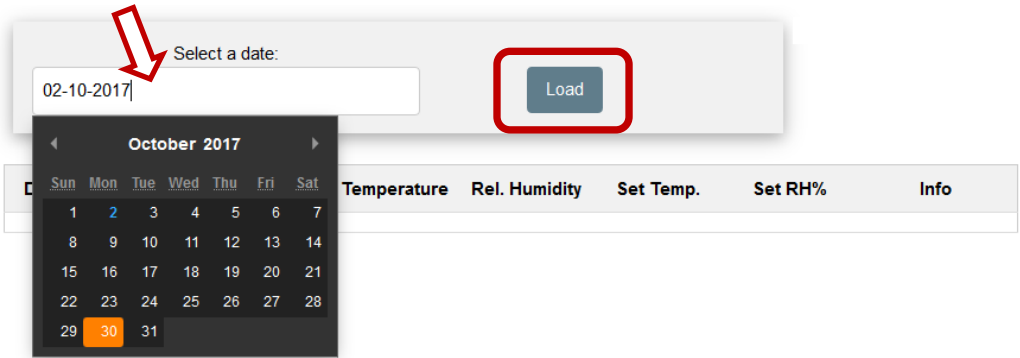 Select a date:
02-10-2017
Load
October 2017
D
Temperature Rel. Humidity Set Temp. Set RH% Info
Sun Mon Tue Wed Thu Fri Sat
1 2 3 4 5 6 7
8 9 10 11 12 13 14
15 16 17 18 19 20 21
22 23 24 25 26 27 28
29 30 31